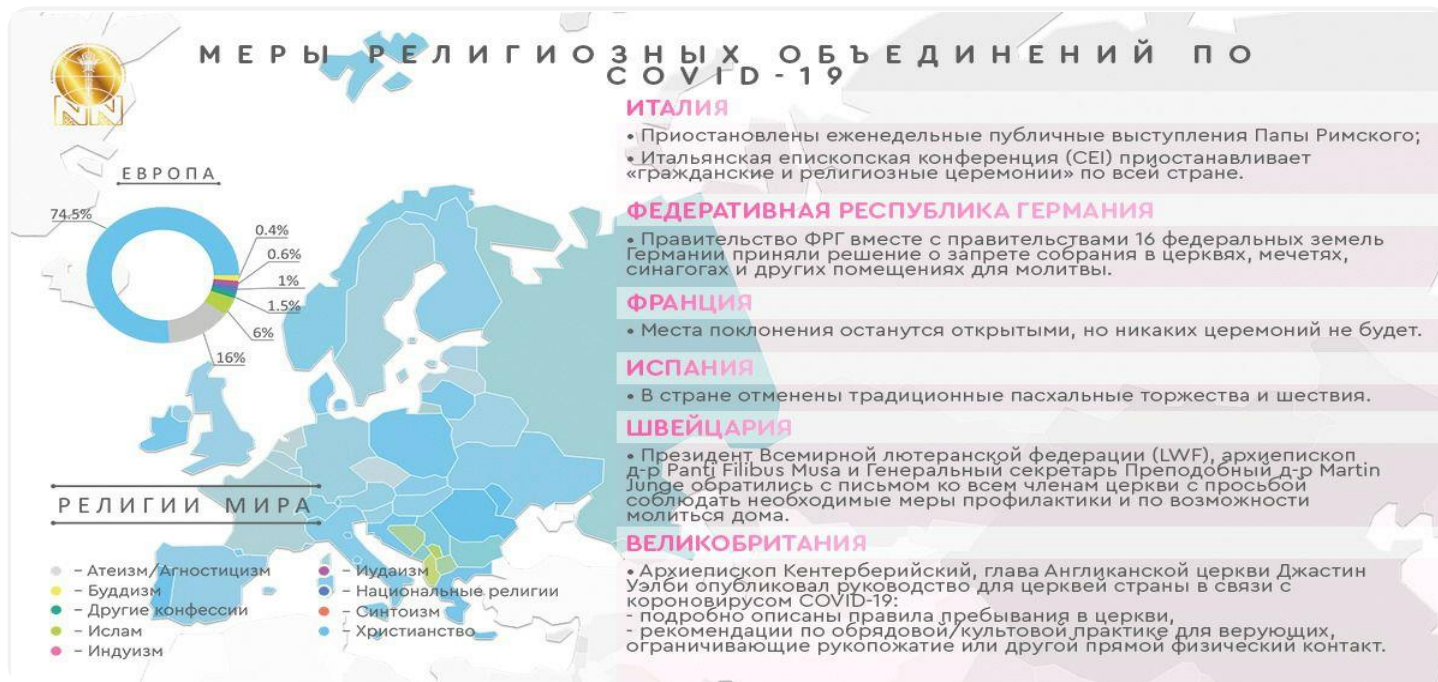 МЕРЫ РЕЛИГИОЗНЫХ ОБЪЕДИНЕНИЙ ПО
COVID-19
NN
ЕВРОПА
74.5%
0.4%
0.6%
1%
1.5%
6%
16%
РЕЛИГИИ МИРА
– Атеизм/Агностицизм
– Буддизм
– Другие конфессии
– Ислам
– Индуизм
– Иудаизм
– Национальные религии
– Синтоизм
– Христианство
ИТАЛИЯ
• Приостановлены еженедельные публичные выступления Папы Римского;
• Итальянская епископская конференция (CEI) приостанавливает
«гражданские и религиозные церемонии» по всей стране.
ФЕДЕРАТИВНАЯ РЕСПУБЛИКА ГЕРМАНИЯ
• Правительство ФРГ вместе с правительствами 16 федеральных земель
Германии приняли решение о запрете собрания в церквях, мечетях,
синагогах и других помещениях для молитвы.
ФРАНЦИЯ
• Места поклонения останутся открытыми, но никаких церемоний не будет.
ИСПАНИЯ
• В стране отменены традиционные пасхальные торжества и шествия.
ШВЕЙЦАРИЯ
• Президент Всемирной лютеранской федерации (LWF), архиепископ
д-р Panti Filibus Musa и Генеральный секретарь Преподобный д-р Martin
Junge обратились с письмом ко всем членам церкви с просьбой
соблюдать необходимые меры профилактики и по возможности
молиться дома.
ВЕЛИКОБРИТАНИЯ
• Архиепископ Кентерберийский, глава Англиканской церкви Джастин
Уэлби опубликовал руководство для церквей страны в связи с
короновирусом COVID-19:
- подробно описаны правила пребывания в церкви,
- рекомендации по обрядовой/культовой практике для верующих,
ограничивающие рукопожатие или другой прямой физический контакт.